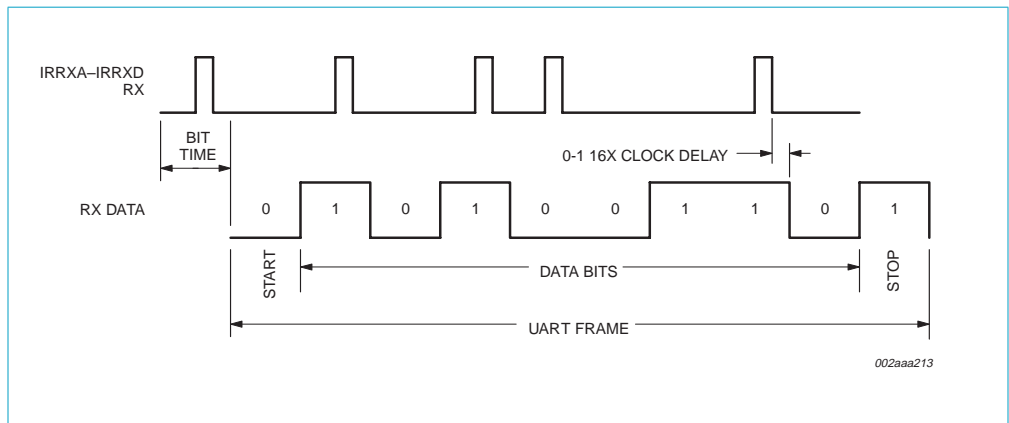 IRRXA–IRRXD
RX
BIT
TIME
0-1 16X CLOCK DELAY
RX DATA
0 1 0 1 0 0 1 1 0 1
START
DATA BITS
STOP
UART FRAME
002aaa213